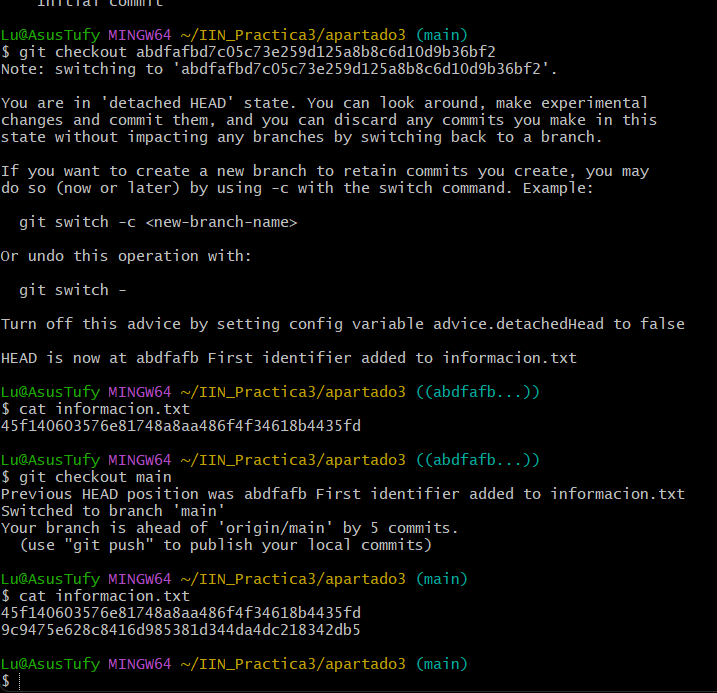 Initial commit
Lu@AsusTufy MINGW64 ~/IIN_Practica3/apartado3 (main)
$ git checkout abdfafbd7c05c73e259d125a8b8c6d10d9b36bf2
Note: switching to 'abdfafbd7c05c73e259d125a8b8c6d10d9b36bf2'.
You are in 'detached HEAD' state. You can look around, make experimental
changes and commit them, and you can discard any commits you make in this
state without impacting any branches by switching back to a branch.
If you want to create a new branch to retain commits you create, you may
do so (now or later) by using -c with the switch command. Example:
git switch -c <new-branch-name>
Or undo this operation with:
git switch -
Turn off this advice by setting config variable advice.detachedHead to false
HEAD is now at abdfafb First identifier added to informacion.txt
Lu@AsusTufy MINGW64 ~/IIN_Practica3/apartado3 ((abdfafb...))
$ cat informacion.txt
45f140603576e81748a8aa486f4f34618b4435fd
Lu@AsusTufy MINGW64 ~/IIN_Practica3/apartado3 ((abdfafb...))
$ git checkout main
Previous HEAD position was abdfafb First identifier added to informacion.txt
Switched to branch 'main'
Your branch is ahead of 'origin/main' by 5 commits.
(use "git push" to publish your local commits)
Lu@AsusTufy MINGW64 ~/IIN_Practica3/apartado3 (main)
$ cat informacion.txt
45f140603576e81748a8aa486f4f34618b4435fd
9c9475e628c8416d985381d344da4dc218342db5
Lu@AsusTufy MINGW64 ~/IIN_Practica3/apartado3 (main)
$